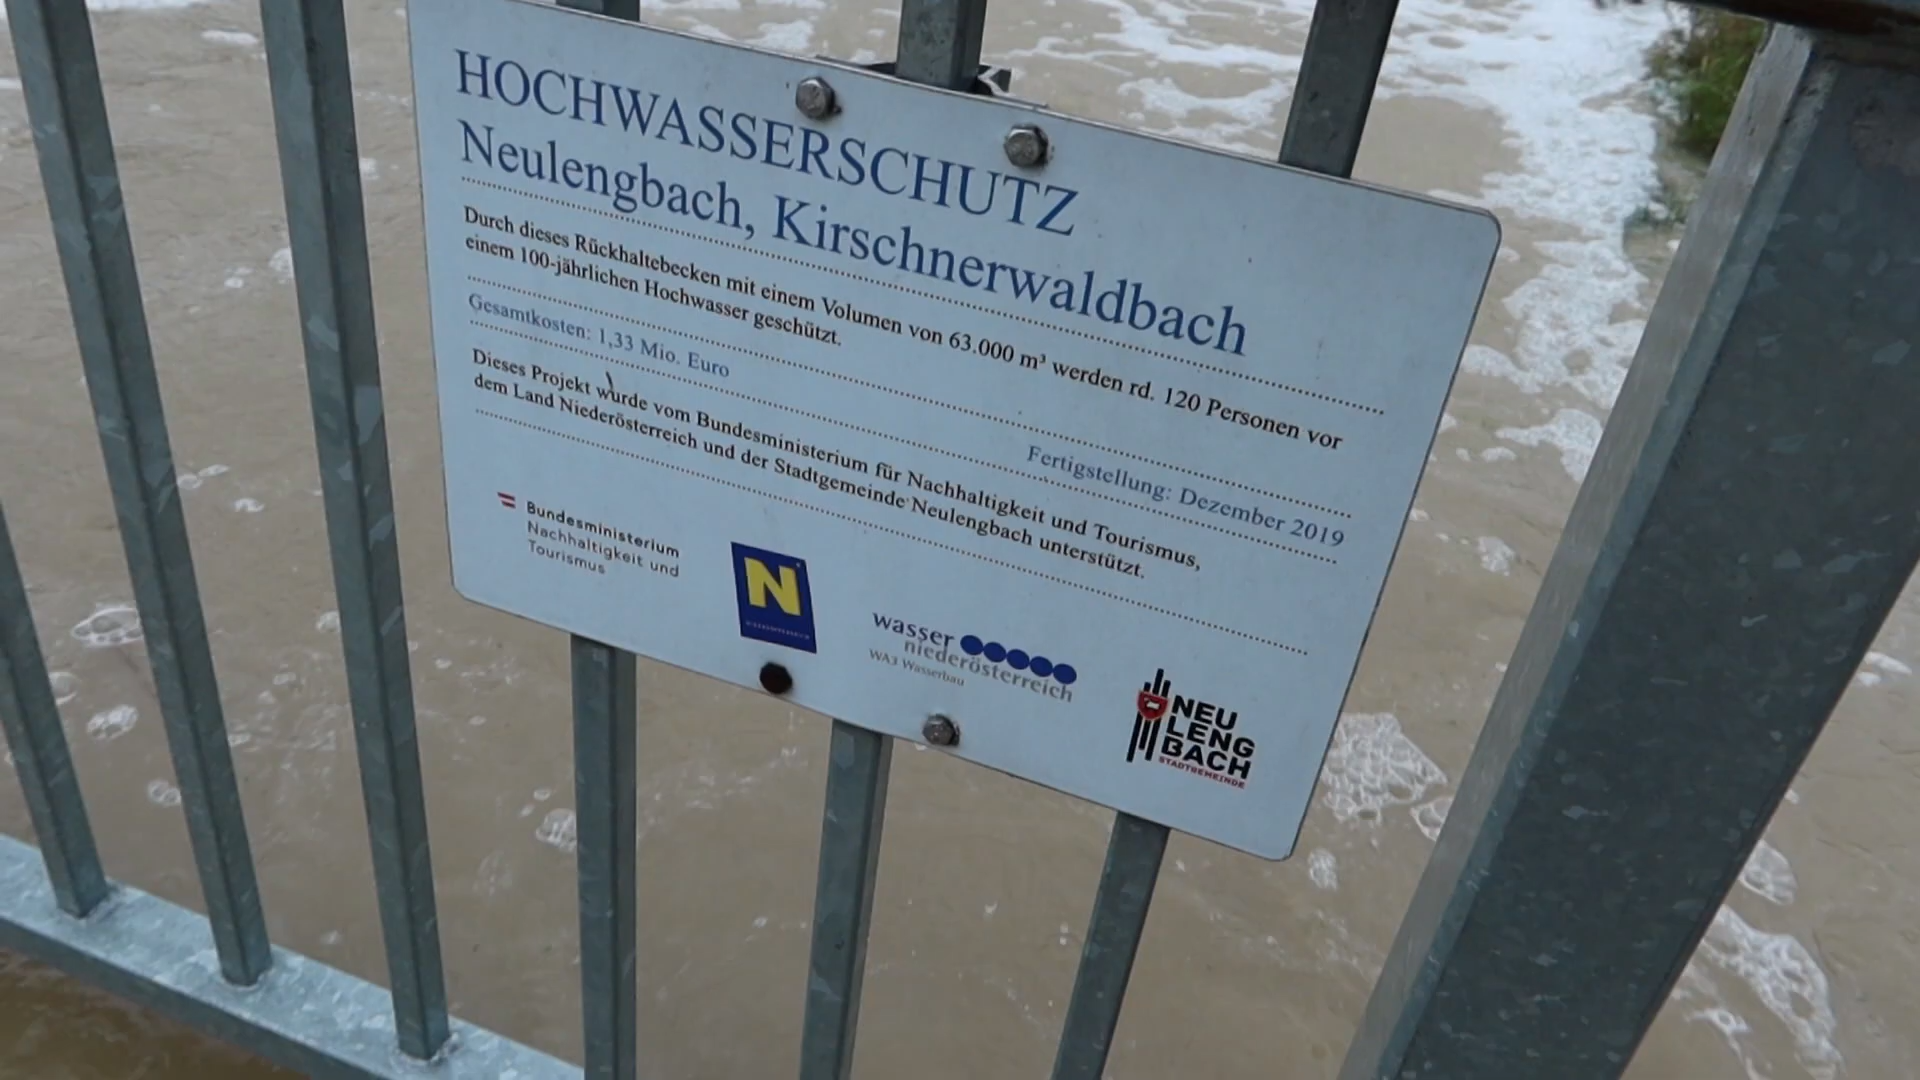 HOCHWASSERSCHUTZ
Neulengbach, Kirschnerwaldbach
Durch dieses Rückhaltebecken mit einem Volumen von 63.000 m³ werden rd. 120 Personen vor
einem 100-jährlichen Hochwasser geschützt.
Gesamtkosten: 1,33 Mio. Euro
Fertigstellung: Dezember 2019
Dieses Projekt wurde vom Bundesministerium für Nachhaltigkeit und Tourismus,
dem Land Niederösterreich und der Stadtgemeinde Neulengbach unterstützt.
Bundesministerium
Nachhaltigkeit und
Tourismus
N
wasser
niederösterreich
WA3 Wasserbau
NEU
LENG
BACH
STADTGEMEINDE